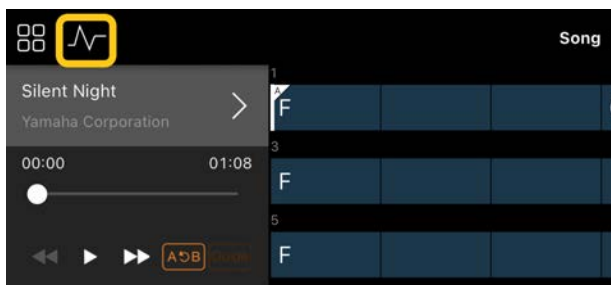 Song
Silent Night
Yamaha Corporation
00:00 01:08
A B
1
A
F
3
F
5
F